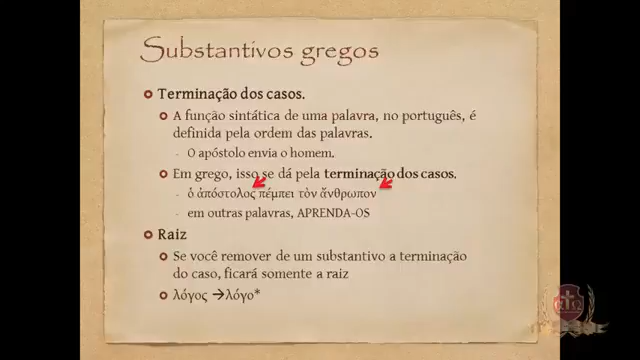 Substantivos gregos
Terminação dos casos.
A função sintática de uma palavra, no português, é
definida pela ordem das palavras.
- O apóstolo envia o homem.
Em grego, isso se dá pela terminação dos casos.
- ὁ ἀπόστολος πέμπει τὸν ἄνθρωπον
- em outras palavras, APRENDA-OS
Raiz
Se você remover de um substantivo a terminação
do caso, ficará somente a raiz
λόγος →λόγο*